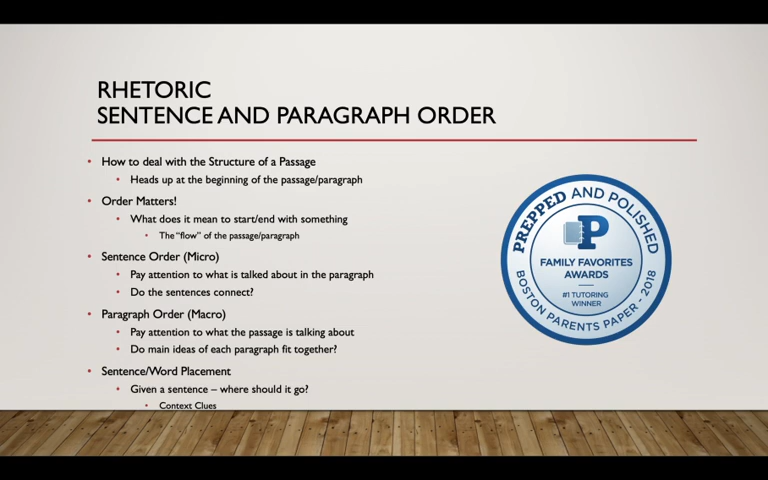 RHETORIC
SENTENCE AND PARAGRAPH ORDER
• How to deal with the Structure of a Passage
• Heads up at the beginning of the passage/paragraph
• Order Matters!
• What does it mean to start/end with something
• The “flow” of the passage/paragraph
• Sentence Order (Micro)
• Pay attention to what is talked about in the paragraph
• Do the sentences connect?
• Paragraph Order (Macro)
• Pay attention to what the passage is talking about
• Do main ideas of each paragraph fit together?
• Sentence/Word Placement
• Given a sentence – where should it go?
• Context Clues
PREPPED AND POLISHED
P
FAMILY FAVORITES
AWARDS
#1 TUTORING
WINNER
BOSTON PARENTS PAPER - 2018